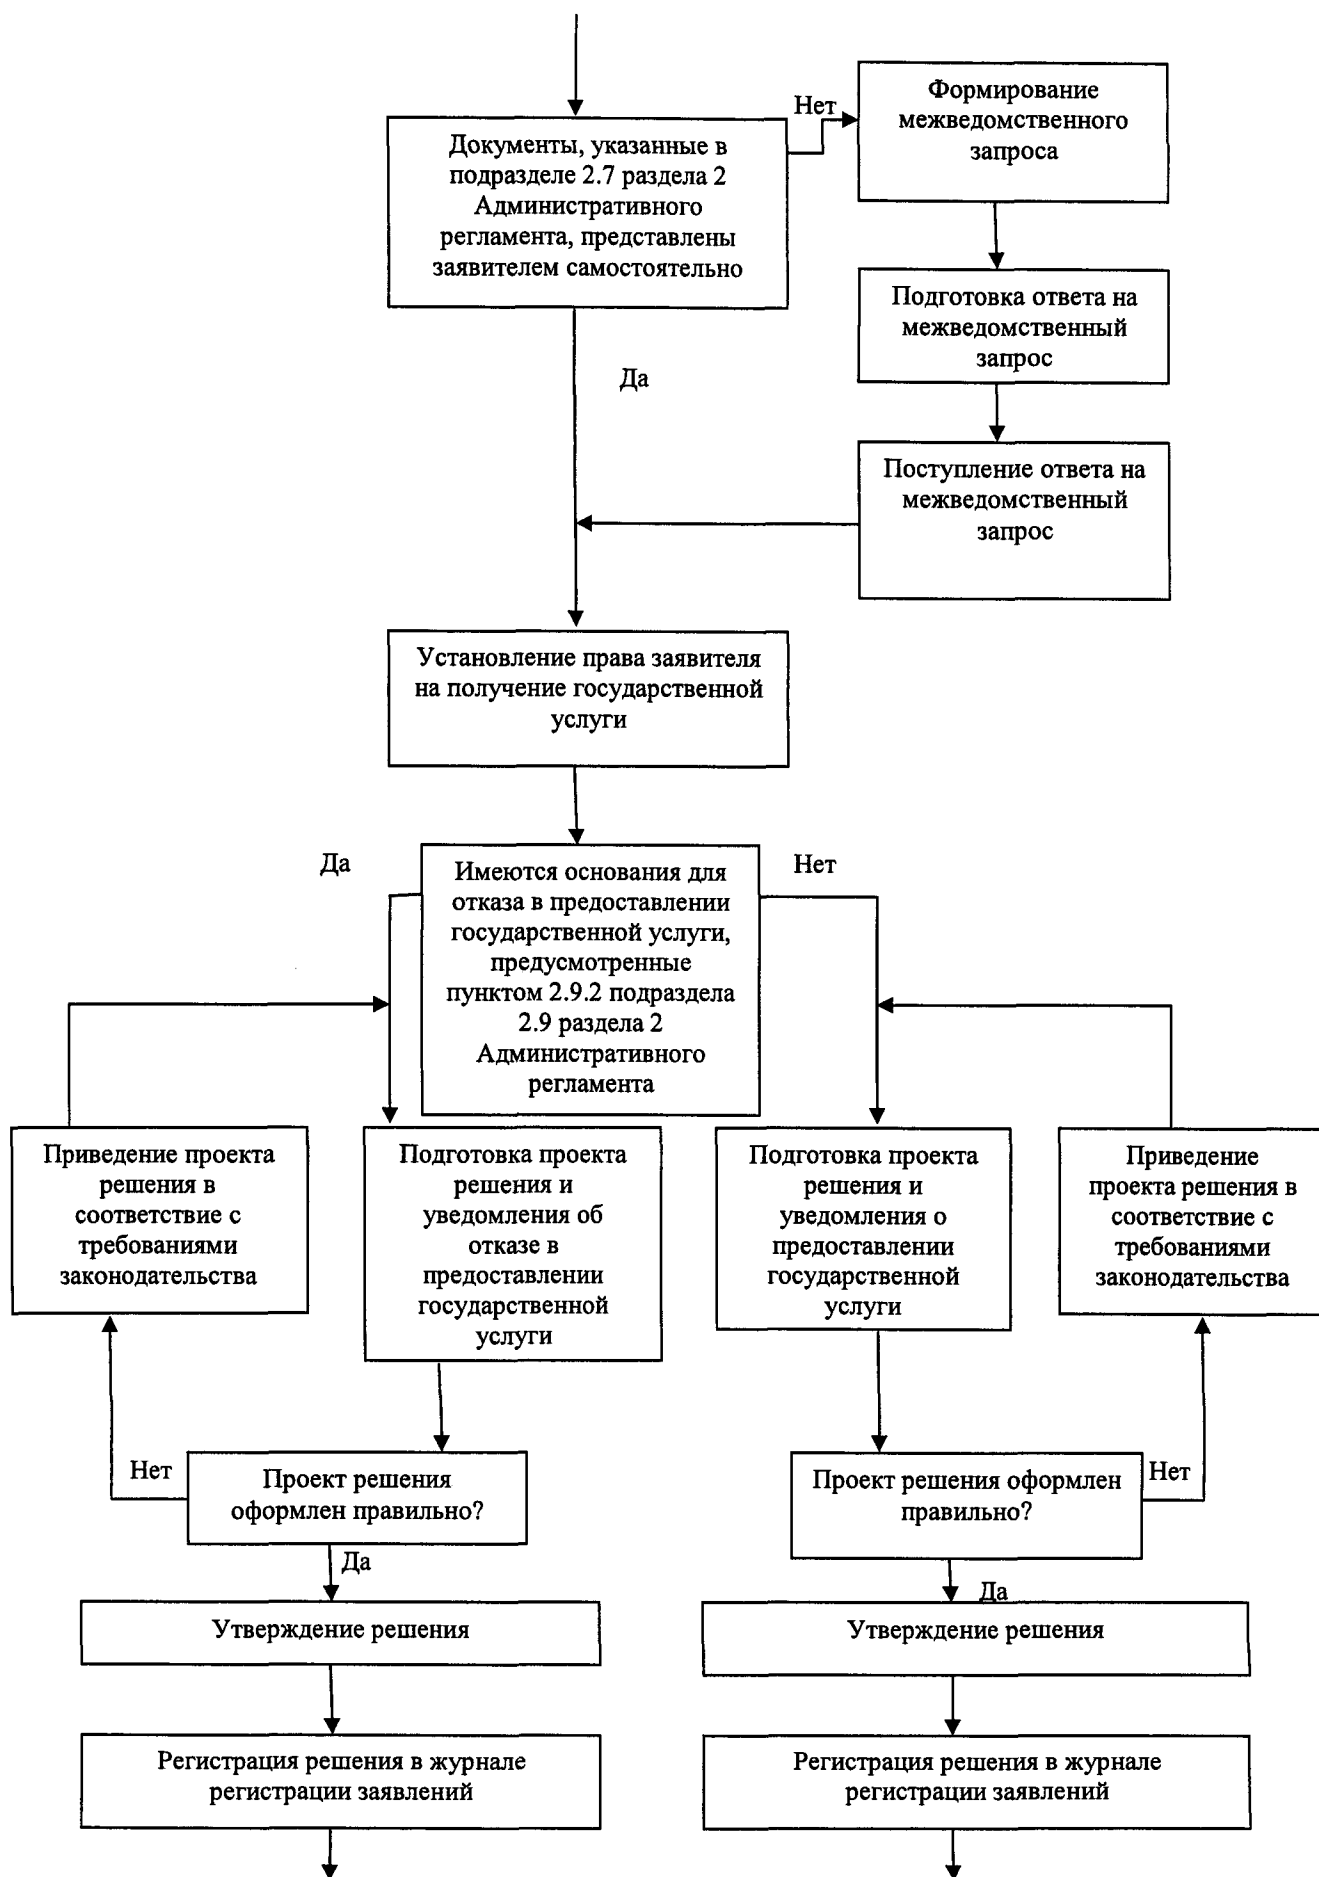 Нет
Формирование
межведомственного
запроса
Документы, указанные в
подразделе 2.7 раздела 2
Административного
регламента, представлены
заявителем самостоятельно
Подготовка ответа на
межведомственный
запрос
Да
Поступление ответа на
межведомственный
запрос
Установление права заявителя
на получение государственной
услуги
Да
Имеются основания для
отказа в предоставлении
государственной услуги,
предусмотренные
пунктом 2.9.2 подраздела
2.9 раздела 2
Административного
регламента
Нет
Приведение проекта
решения в
соответствие с
требованиями
законодательства
Подготовка проекта
решения и
уведомления об
отказе в
предоставлении
государственной
услуги
Подготовка проекта
решения и
уведомления о
предоставлении
государственной
услуги
Приведение
проекта решения в
соответствие с
требованиями
законодательства
Нет
Проект решения
оформлен правильно?
Проект решения оформлен
правильно?
Нет
Да
Да
Утверждение решения
Утверждение решения
Регистрация решения в журнале
регистрации заявлений
Регистрация решения в журнале
регистрации заявлений